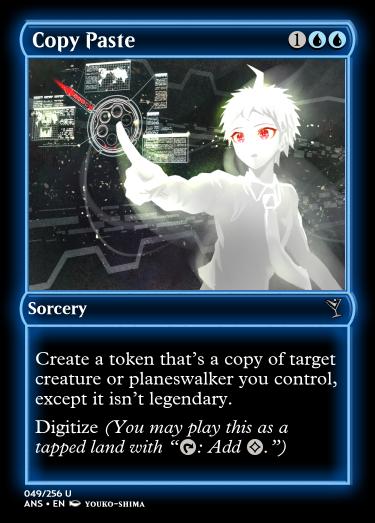 Copy Paste 1
Sorcery
Create a token that's a copy of target
creature or planeswalker you control,
except it isn't legendary.
Digitize (You may play this as a
tapped land with “: Add .”)
049/256 U
ANS • EN YOUKO-SHIMA